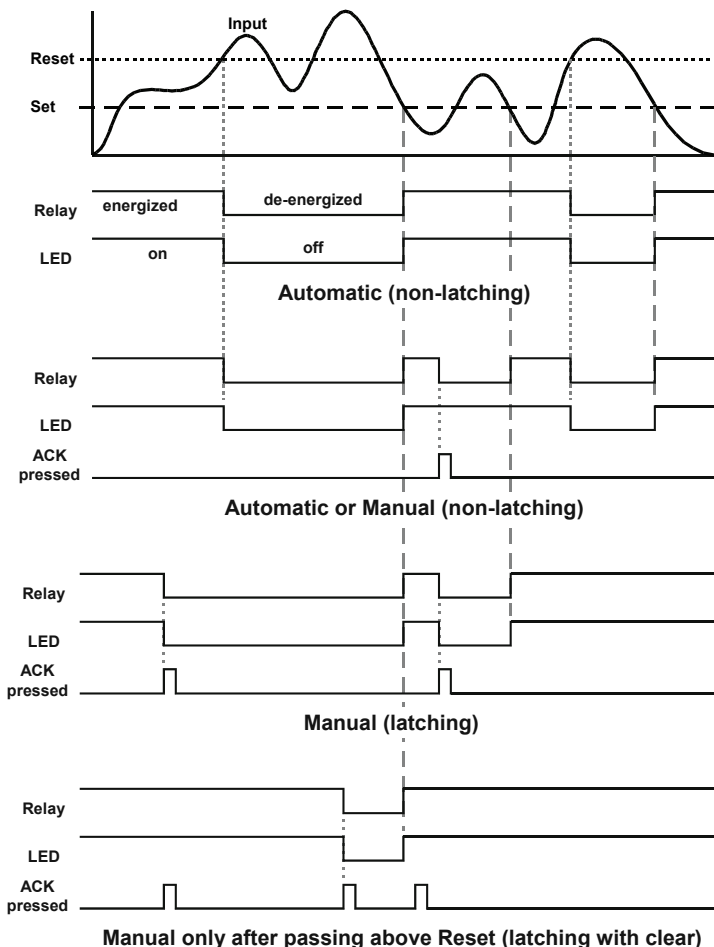 Input
Reset
Set
Relay
energized
de-energized
LED
on
off
Automatic (non-latching)
Relay
LED
ACK
pressed
Automatic or Manual (non-latching)
Relay
LED
ACK
pressed
Manual (latching)
Relay
LED
ACK
pressed
Manual only after passing above Reset (latching with clear)